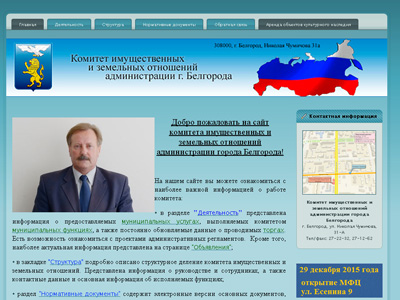 Главная
Деятельность
Структура
Нормативные документы
Обратная связь
Аренда объектов культурного наследия
308000, г. Белгород, Николая Чумичова 31а
Комитет имущественных
и земельных отношений
администрации г. Белгорода
Добро пожаловать на сайт
комитета имущественных и
земельных отношений
администрации города Белгорода!
На нашем сайте вы можете ознакомиться с
наиболее важной информацией о работе
комитета:
• в разделе "Деятельность" представлена
информация о предоставляемых муниципальных услугах, выполняемых комитетом
муниципальных функциях, а также постоянно обновляемые данные о проводимых торгах.
Есть возможность ознакомиться с проектами административных регламентов. Кроме того,
наиболее актуальная информация представлена на странице "Объявления";
• в закладке "Структура" подробно описано структурное деление комитета имущественных и
земельных отношений. Представлена информация о руководителе и сотрудниках, а также
контактные данные и основная информация об исполняемых функциях;
• раздел "Нормативные документы" содержит электронные версии основных документов,
Контактная информация
Комитет имущественных и
земельных отношений
администрации города
Белгорода
г. Белгород, ул. Николая Чумичова,
31-А
Тел/факс: 27-22-02, 27-12-62
29 декабря 2015 года
открытие МФЦ
ул. Есенина 9